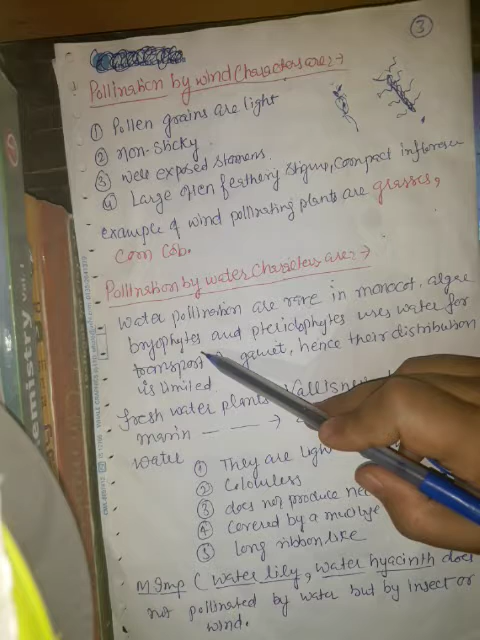 3
Pollination by wind characters are:→
① Pollen grains are light
② non-sticky.
③ well exposed stamens.
④ Large often feathery stigma, compact
example of wind pollinating plants are grasses,
Corn Cob.
Pollination by water characters are:→
Water pollination are rare in monocot, algae
bryophytes and pteridophytes uses water for
transport gamet, hence their distribution
is limited
fresh water plants
marin — — — →
water
① They are
② Colourless
③ does not produce
④ Covered by a
⑤ long ribbon like
M Imp (water lily, water hyacinth does
not pollinated by water but by insect or
wind.